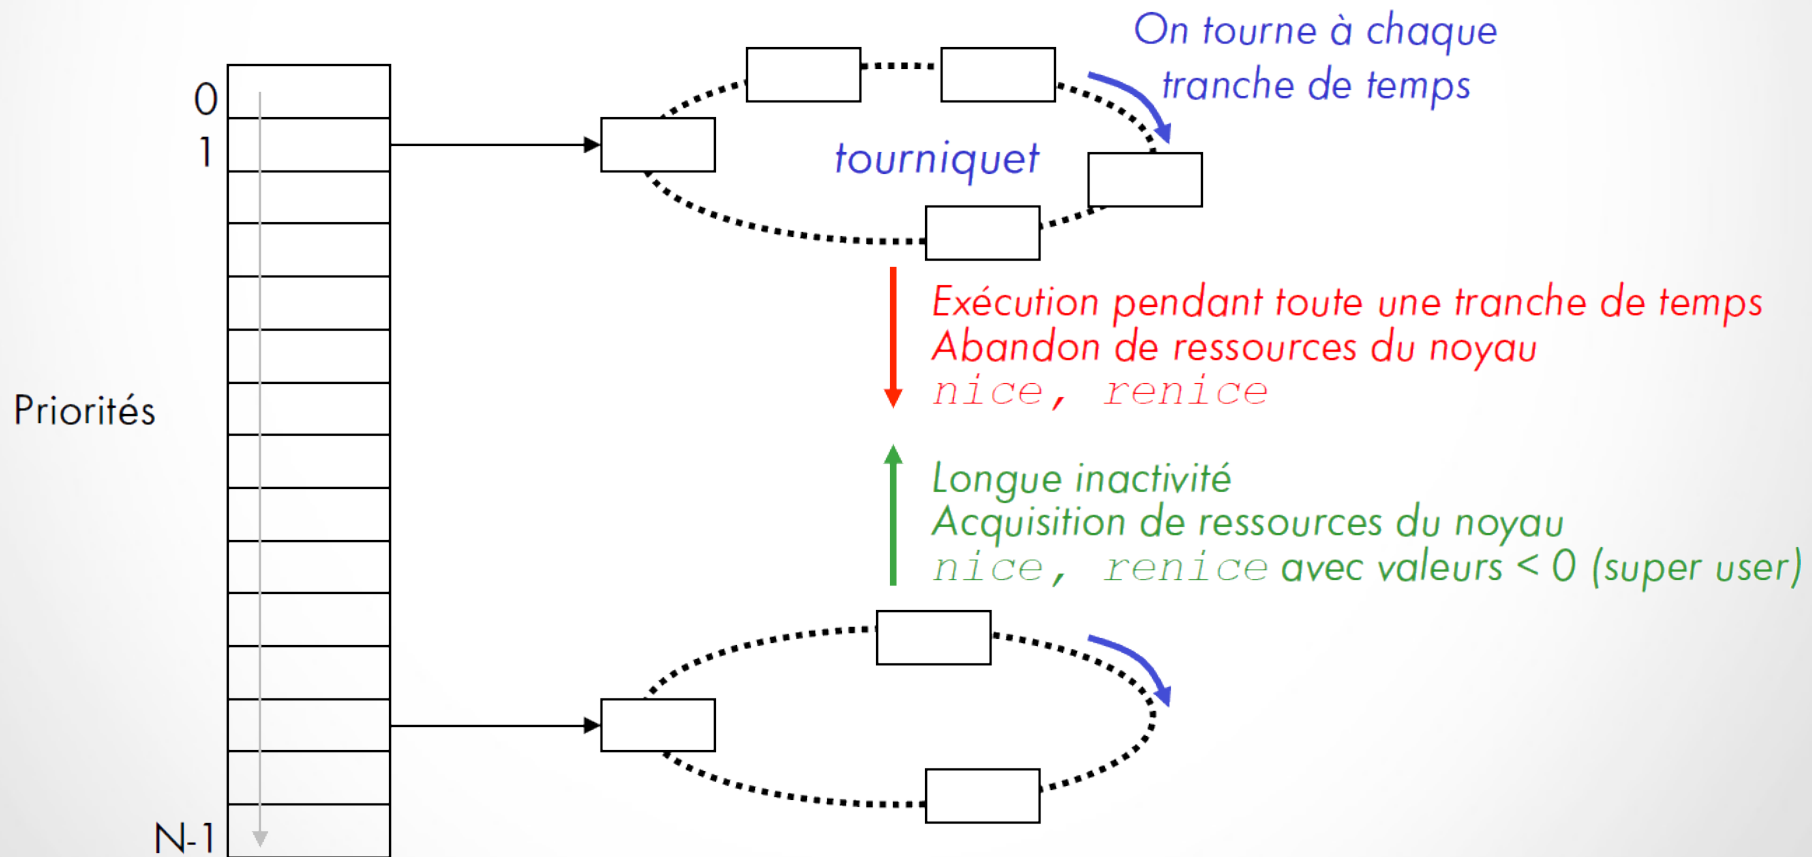 On tourne à chaque
tranche de temps
0
1
tourniquet
Exécution pendant toute une tranche de temps
Abandon de ressources du noyau
nice, renice
Priorités
Longue inactivité
Acquisition de ressources du noyau
nice, renice avec valeurs < 0 (super user)
N-1